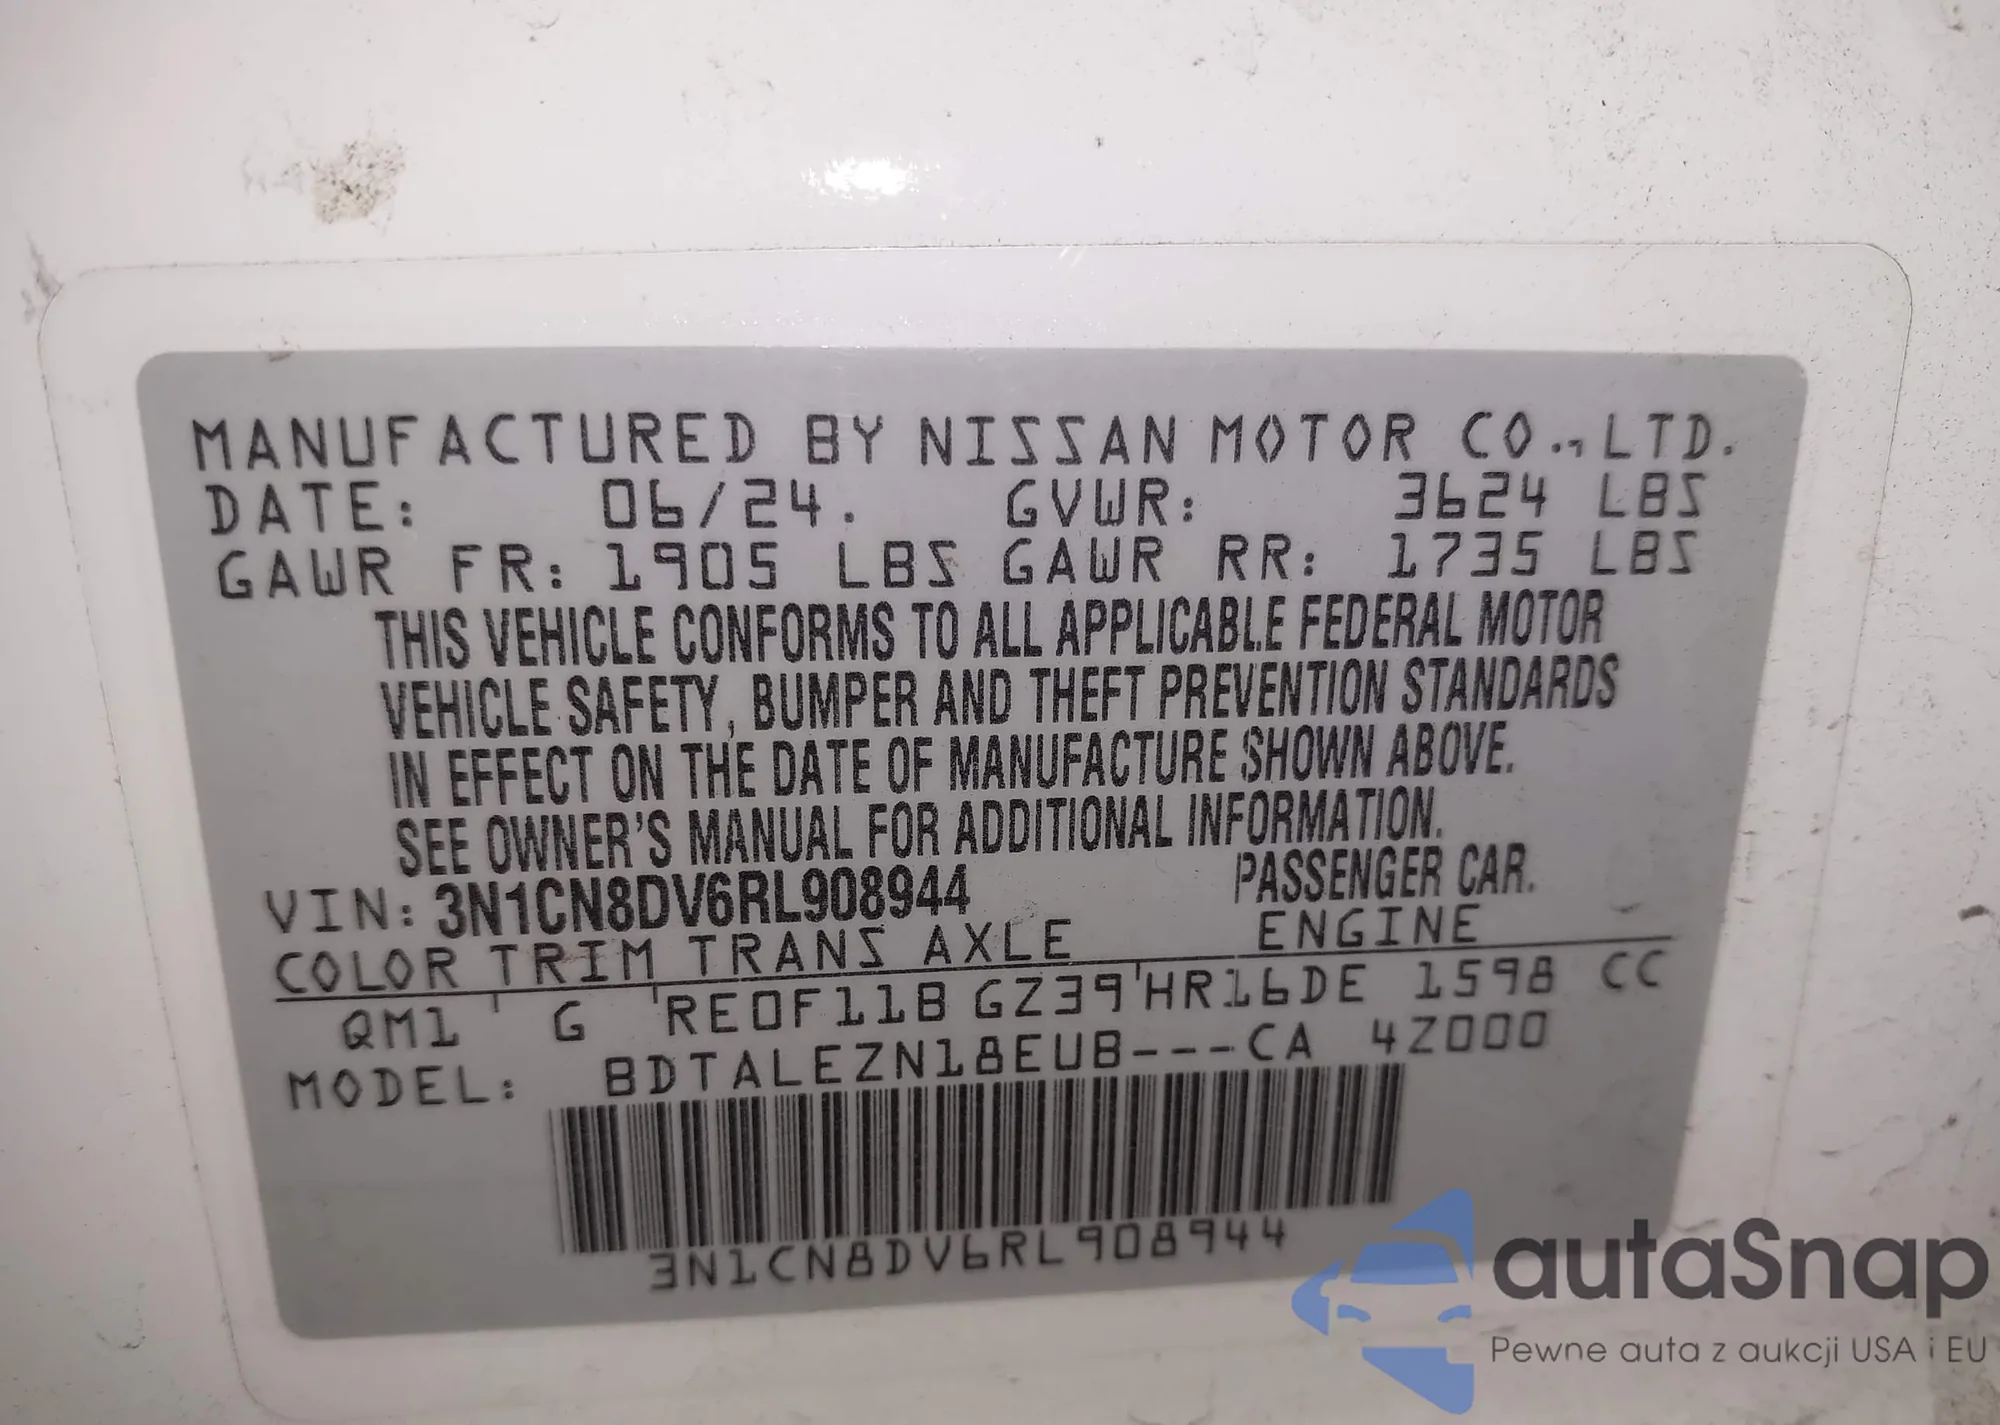 MANUFACTURED BY NISSAN MOTOR CO., LTD.
DATE: 06/24. GVWR: 3624 LBS
GAWR FR: 1905 LBS GAWR RR: 1735 LBS
THIS VEHICLE CONFORMS TO ALL APPLICABLE FEDERAL MOTOR
VEHICLE SAFETY, BUMPER AND THEFT PREVENTION STANDARDS
IN EFFECT ON THE DATE OF MANUFACTURE SHOWN ABOVE.
SEE OWNER'S MANUAL FOR ADDITIONAL INFORMATION.
VIN: 3N1CN8DV6RL908944 PASSENGER CAR.
COLOR TRIM TRANS AXLE ENGINE
QM1 ' G 'RE0F11B GZ39'HR16DE 1598 CC
MODEL: BDTALEZN18EUB---CA 4Z000
3N1CN8DV6RL908944
autaSnap
Pewne auta z aukcji USA i EU